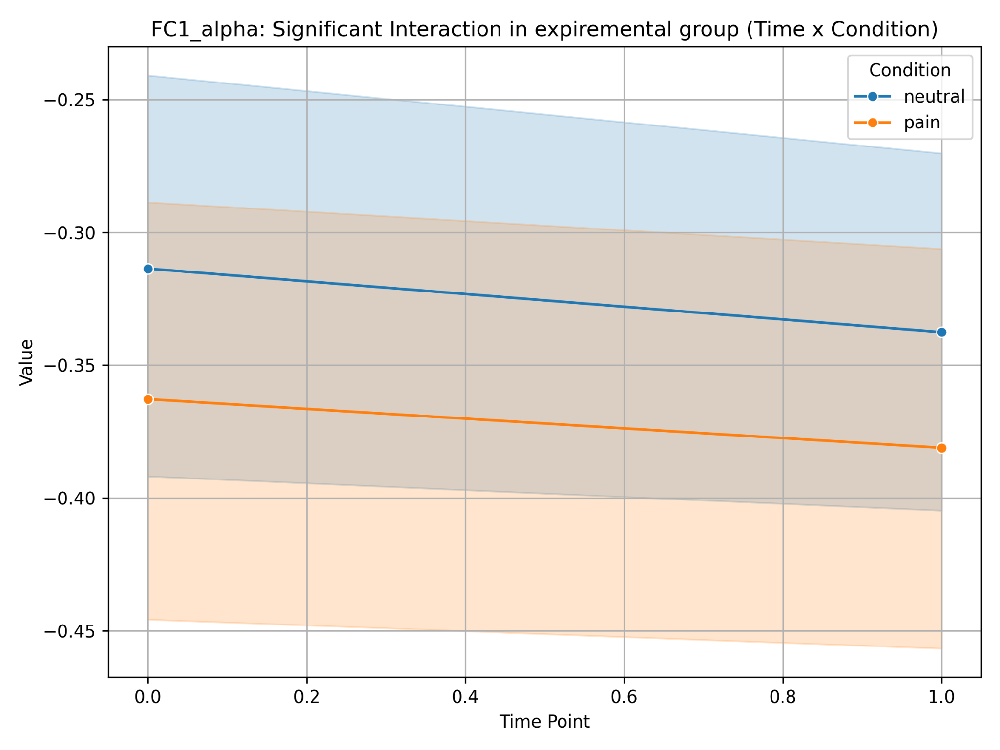 FC1_alpha: Significant Interaction in expiremental group (Time x Condition)
Condition
neutral
pain
−0.25
−0.30
−0.35
−0.40
−0.45
Value
0.0 0.2 0.4 0.6 0.8 1.0
Time Point